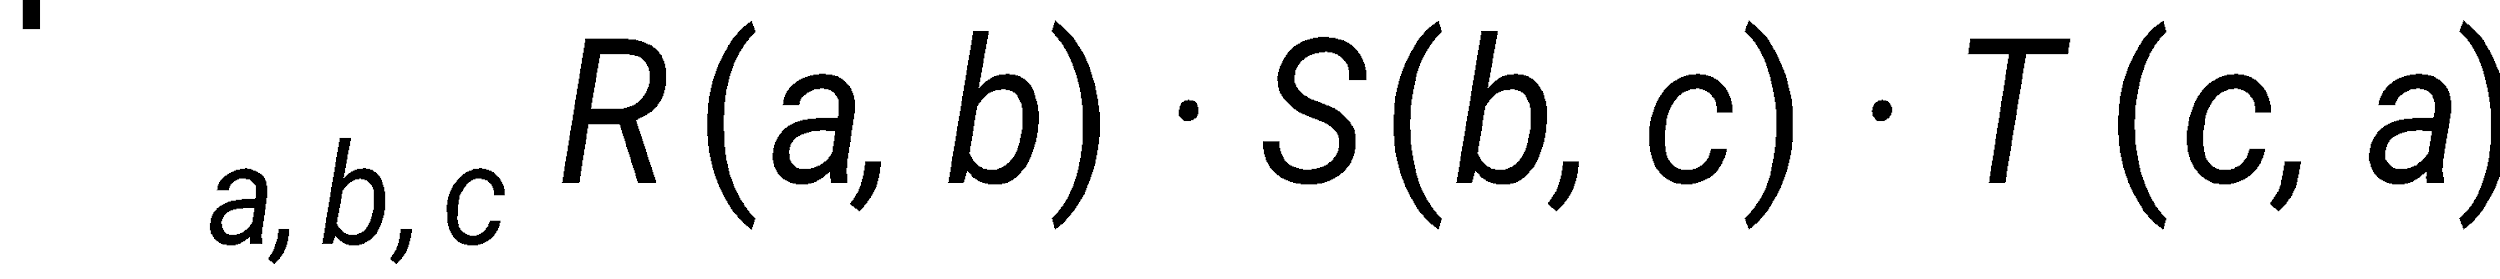 a, b, c R(a, b) · S(b, c) · T(c, a)